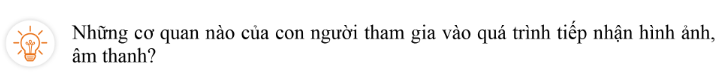 Những cơ quan nào của con người tham gia vào quá trình tiếp nhận hình ảnh,
âm thanh?